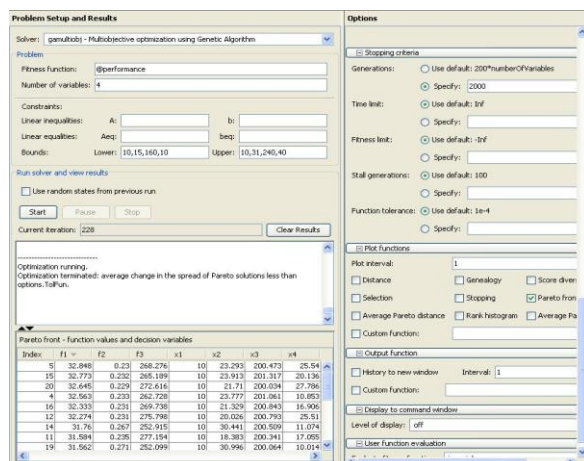 Problem Setup and Results
Solver: gamultiobj - Multiobjective optimization using Genetic Algorithm
Problem
Fitness function: @performance
Number of variables: 4
Constraints:
Linear inequalities: A: b:
Linear equalities: Aeq: beq:
Bounds: Lower: 10,15,160,10 Upper: 10,31,240,40
Run solver and view results
Use random states from previous run
Start Pause Stop
Current iteration: 228 Clear Results
Optimization running.
Optimization terminated: average change in the spread of Pareto solutions less than
options.TolFun.
Pareto front - function values and decision variables
Index f1 f2 f3 x1 x2 x3 x4
5 32.848 0.23 268.276 10 23.293 200.473 25.54
15 32.773 0.232 265.189 10 23.913 201.317 20.136
20 32.645 0.229 272.616 10 21.71 200.034 27.786
4 32.563 0.233 262.728 10 23.777 201.061 10.853
16 32.333 0.231 269.738 10 21.329 200.843 16.906
12 32.274 0.231 275.798 10 20.026 200.793 25.51
14 31.76 0.267 252.915 10 30.441 200.509 11.074
11 31.584 0.235 277.154 10 18.383 200.341 17.055
19 31.562 0.271 252.099 10 30.996 200.064 10.014
Options
Stopping criteria
Generations: Use default: 200*numberOfVariables
Specify: 2000
Time limit: Use default: Inf
Specify:
Fitness limit: Use default: -Inf
Specify:
Stall generations: Use default: 100
Specify:
Function tolerance: Use default: 1e-4
Specify:
Plot functions
Plot interval: 1
Distance Genealogy Score diver
Selection Stopping Pareto fron
Average Pareto distance Rank histogram Average Pa
Custom function:
Output function
History to new window Interval: 1
Custom function:
Display to command window
Level of display: off
User function evaluation